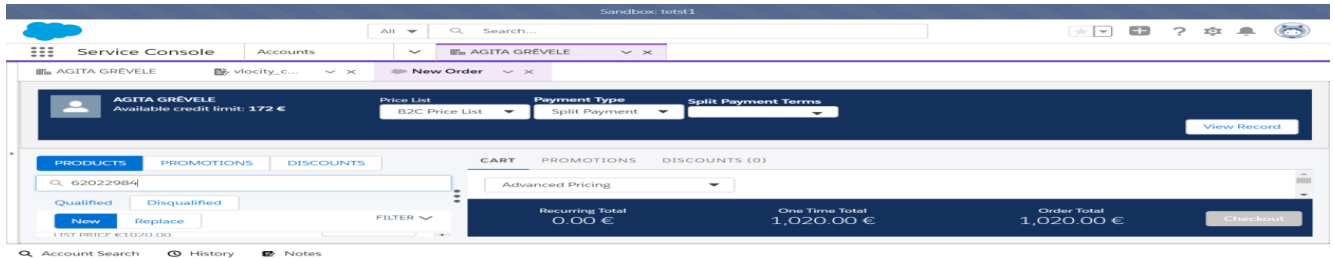 Sandbox: totst1
All Search...
Service Console Accounts AGITA GRĒVELE
AGITA GRĒVELE vlocity_c... New Order
AGITA GRĒVELE
Available credit limit: 172 €
Price List Payment Type Split Payment Terms
B2C Price List Split Payment
View Record
PRODUCTS PROMOTIONS DISCOUNTS
CART PROMOTIONS DISCOUNTS (0)
62022984
Advanced Pricing
Qualified Disqualified
New Replace FILTER
Recurring Total One Time Total Order Total
0.00 € 1,020.00 € 1,020.00 €
Checkout
LIST PRICE €1020.00
Account Search History Notes